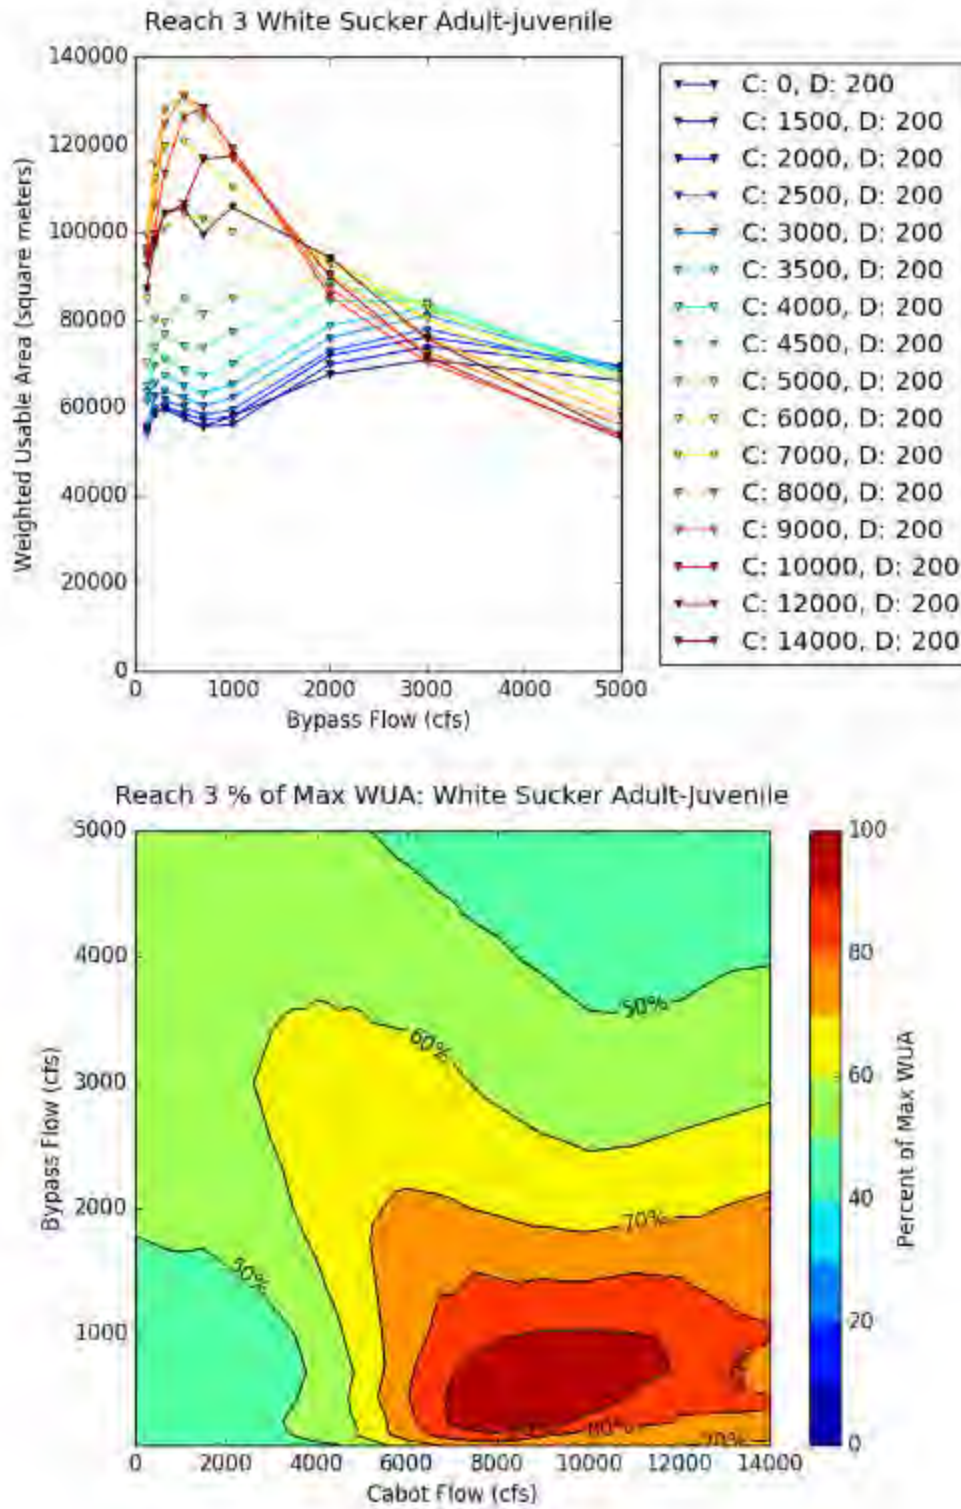 Reach 3 White Sucker Adult-Juvenile
140000
120000
100000
80000
60000
40000
20000
0
Weighted Usable Area (square meters)
0 1000 2000 3000 4000 5000
Bypass Flow (cfs)
C: 0, D: 200
C: 1500, D: 200
C: 2000, D: 200
C: 2500, D: 200
C: 3000, D: 200
C: 3500, D: 200
C: 4000, D: 200
C: 4500, D: 200
C: 5000, D: 200
C: 6000, D: 200
C: 7000, D: 200
C: 8000, D: 200
C: 9000, D: 200
C: 10000, D: 200
C: 12000, D: 200
C: 14000, D: 200
Reach 3 % of Max WUA: White Sucker Adult-Juvenile
5000
4000
3000
2000
1000
0
Bypass Flow (cfs)
50%
60%
70%
50%
80%
70%
0 2000 4000 6000 8000 10000 12000 14000
Cabot Flow (cfs)
100
80
60
40
20
0
Percent of Max WUA